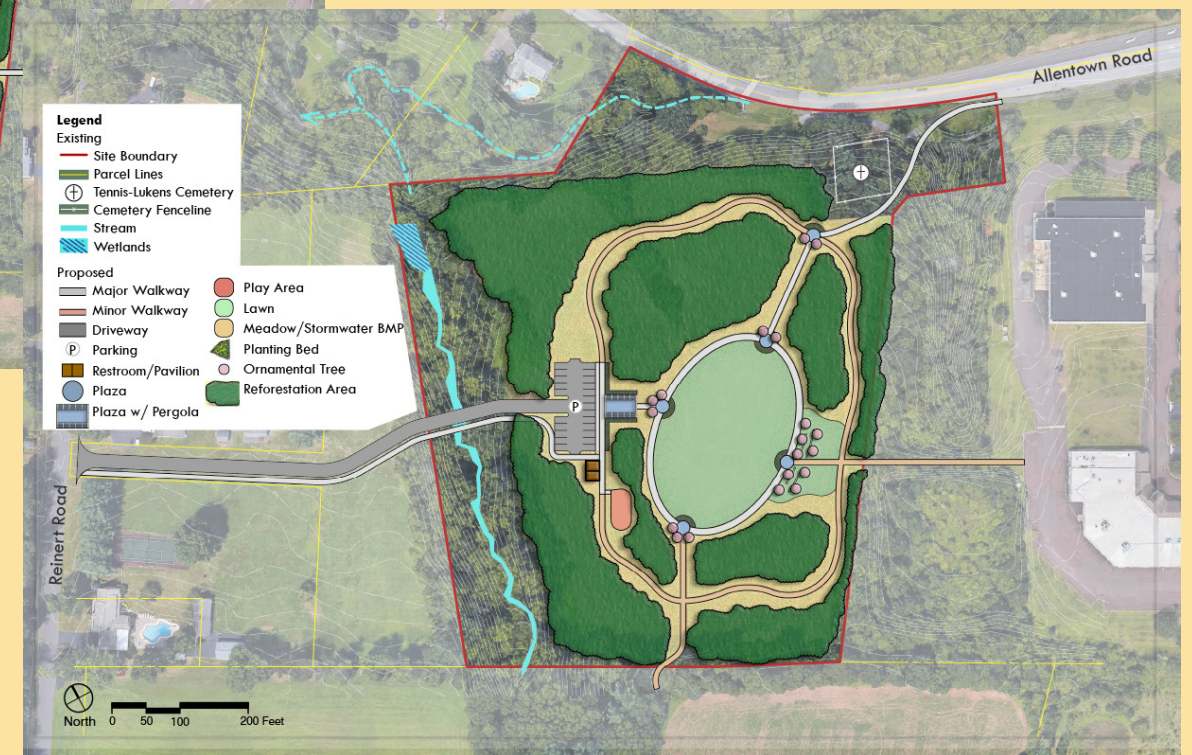 Allentown Road
Legend
Existing
Site Boundary
Parcel Lines
Tennis-Lukens Cemetery
Cemetery Fenceline
Stream
Wetlands
Proposed
Major Walkway
Minor Walkway
Driveway
P Parking
Restroom/Pavilion
Plaza
Plaza w/ Pergola
Play Area
Lawn
Meadow/Stormwater BMP
Planting Bed
Ornamental Tree
Reforestation Area
P
Reinert Road
North
0 50 100 200 Feet